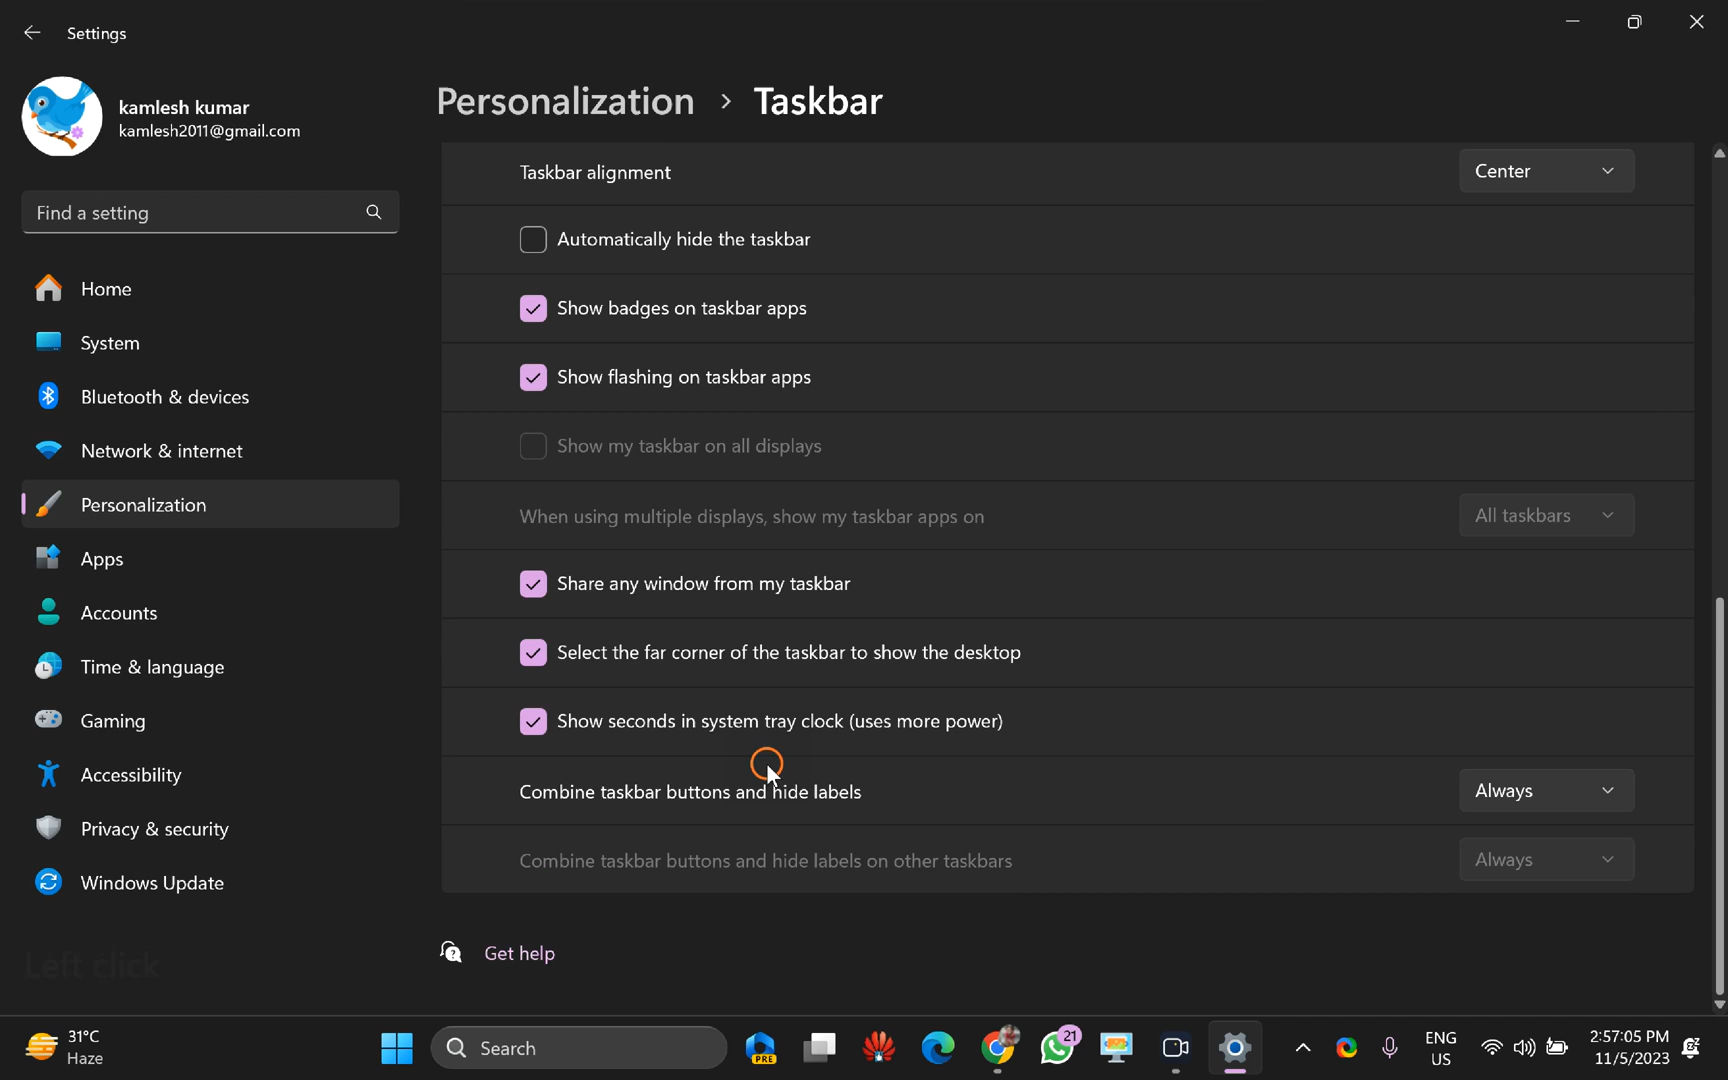 Settings
kamlesh kumar
kamlesh2011@gmail.com
Find a setting
Home
System
Bluetooth & devices
Network & internet
Personalization
Apps
Accounts
Time & language
Gaming
Accessibility
Privacy & security
Windows Update
Left click
Personalization > Taskbar
Taskbar alignment Center
Automatically hide the taskbar
Show badges on taskbar apps
Show flashing on taskbar apps
Show my taskbar on all displays
When using multiple displays, show my taskbar apps on All taskbars
Share any window from my taskbar
Select the far corner of the taskbar to show the desktop
Show seconds in system tray clock (uses more power)
Combine taskbar buttons and hide labels Always
Combine taskbar buttons and hide labels on other taskbars Always
Get help
31°C
Haze
Search
PRE
21
ENG
US
2:57:05 PM
11/5/2023